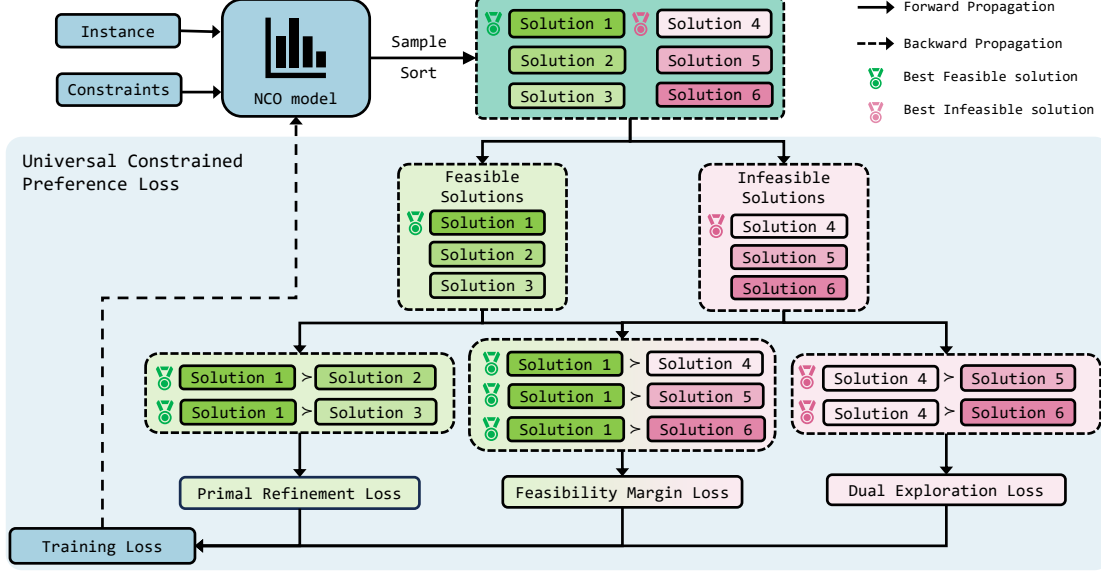 Instance
Constraints
NCO model
Sample
Sort
Solution 1
Solution 4
Solution 2
Solution 5
Solution 3
Solution 6
Forward Propagation
Backward Propagation
Best Feasible solution
Best Infeasible solution
Universal Constrained
Preference Loss
Feasible
Solutions
Solution 1
Solution 2
Solution 3
Infeasible
Solutions
Solution 4
Solution 5
Solution 6
Solution 1 ≻ Solution 2
Solution 1 ≻ Solution 3
Solution 1 ≻ Solution 4
Solution 1 ≻ Solution 5
Solution 1 ≻ Solution 6
Solution 4 ≻ Solution 5
Solution 4 ≻ Solution 6
Primal Refinement Loss
Feasibility Margin Loss
Dual Exploration Loss
Training Loss